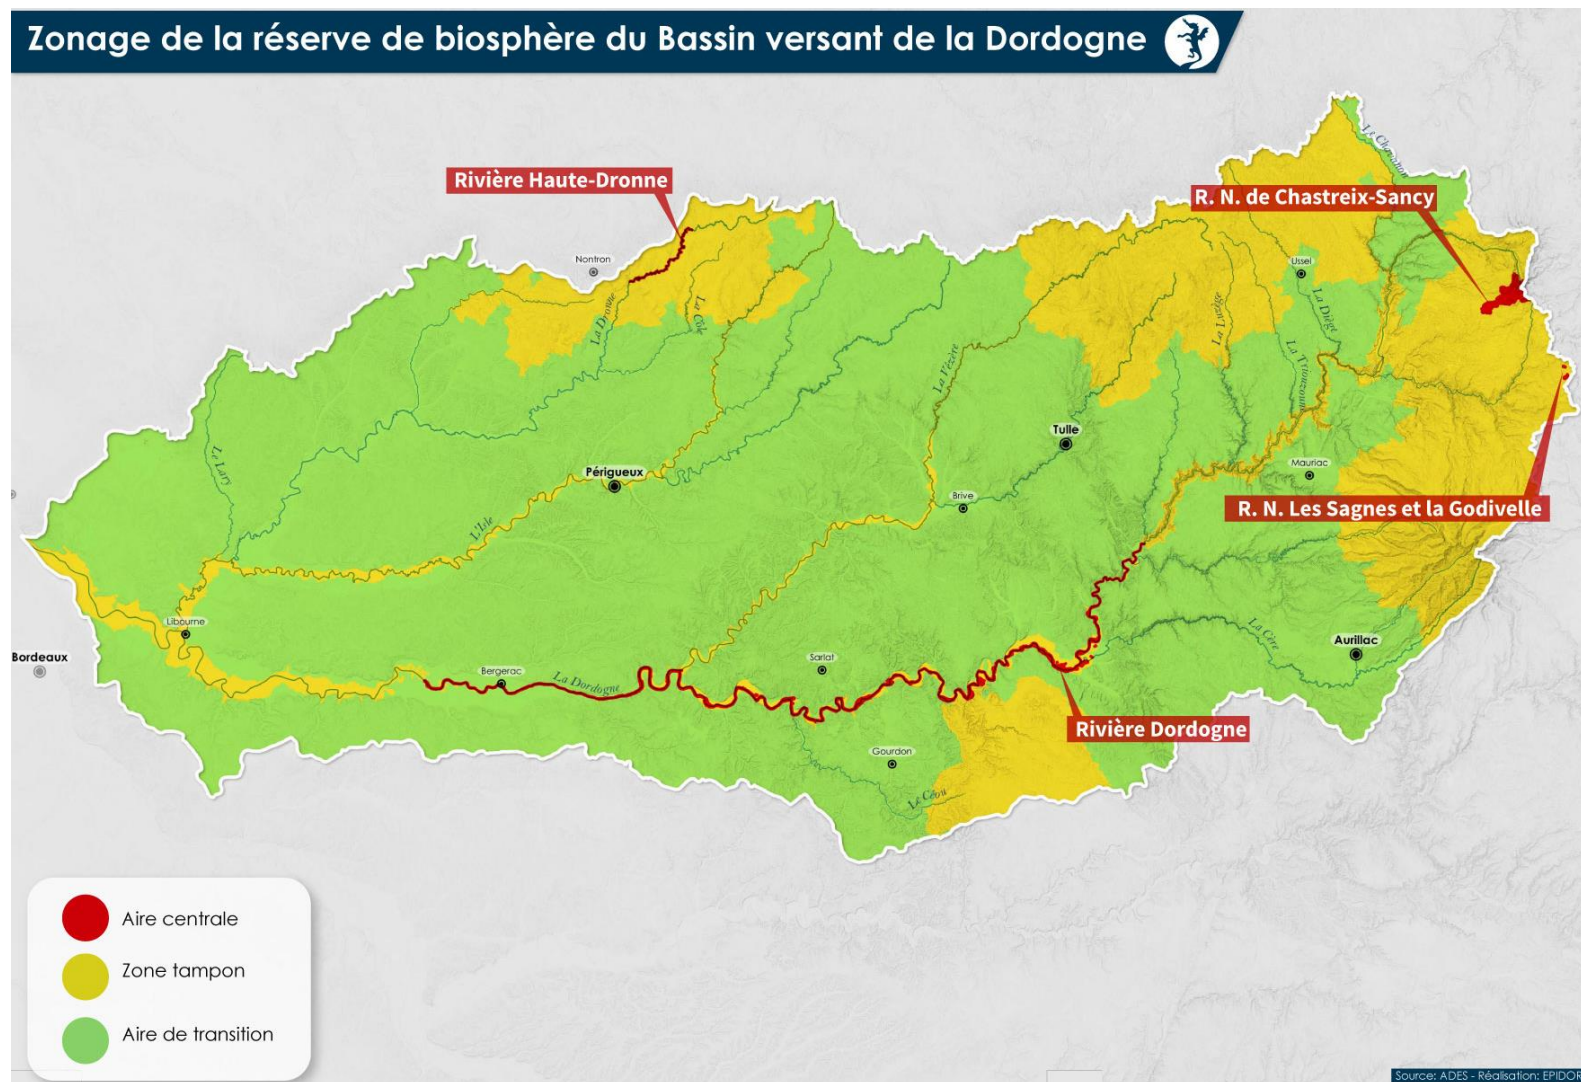 Zonage de la réserve de biosphère du Bassin versant de la Dordogne
Le Chavanon
Rivière Haute-Dronne
R. N. de Chastreix-Sancy
Nontron
Ussel
La Dronne
La Côle
La Luzège
La Diège
La Vézère
La Triouzoune
Tulle
Le Lary
Périgueux
Mauriac
Brive
R. N. Les Sagnes et la Godivelle
L'Isle
Libourne
La Cère
Aurillac
Bordeaux
Sarlat
Bergerac
La Dordogne
Rivière Dordogne
Gourdon
Le Céou
Aire centrale
Zone tampon
Aire de transition
Source: ADES - Réalisation: EPIDOR